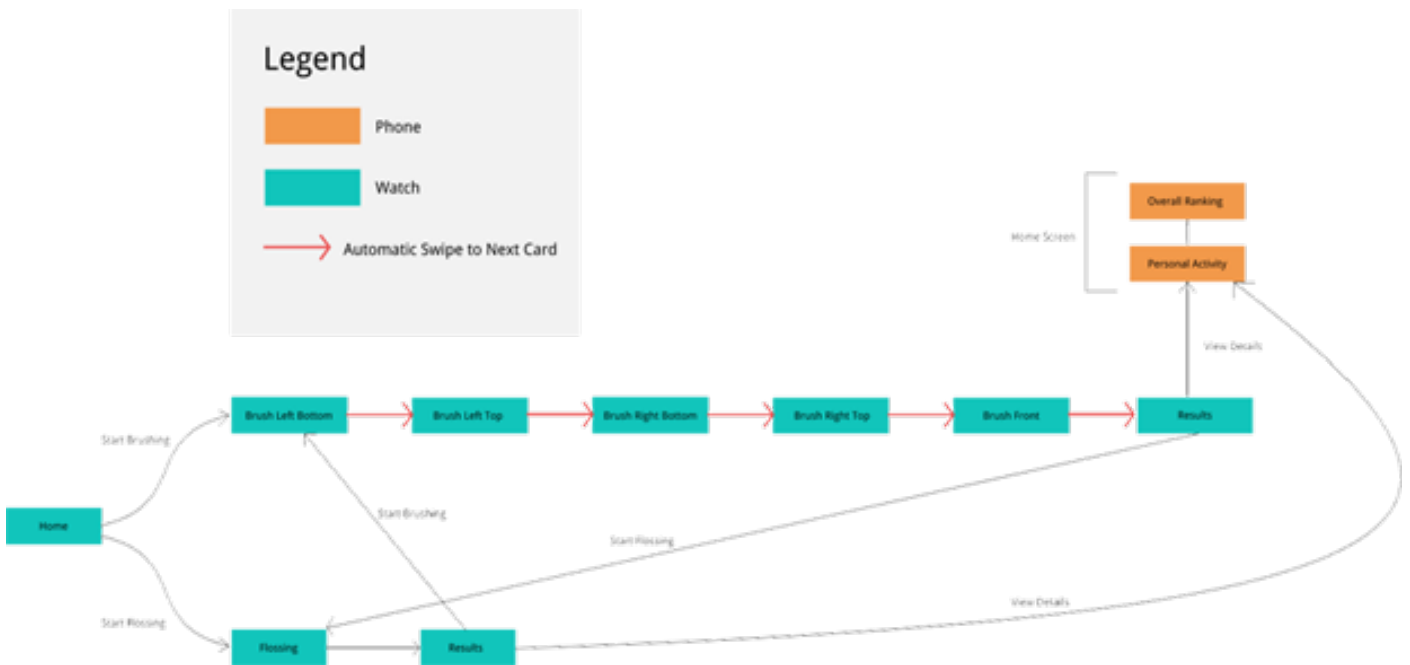 Legend
Phone
Watch
Automatic Swipe to Next Card
Overall Ranking
Home Screen
Personal Activity
View Details
Brush Left Bottom
Brush Left Top
Brush Right Bottom
Brush Right Top
Brush Front
Results
Start Brushing
Start Brushing
Home
Start Flossing
View Details
Start Flossing
Flossing
Results